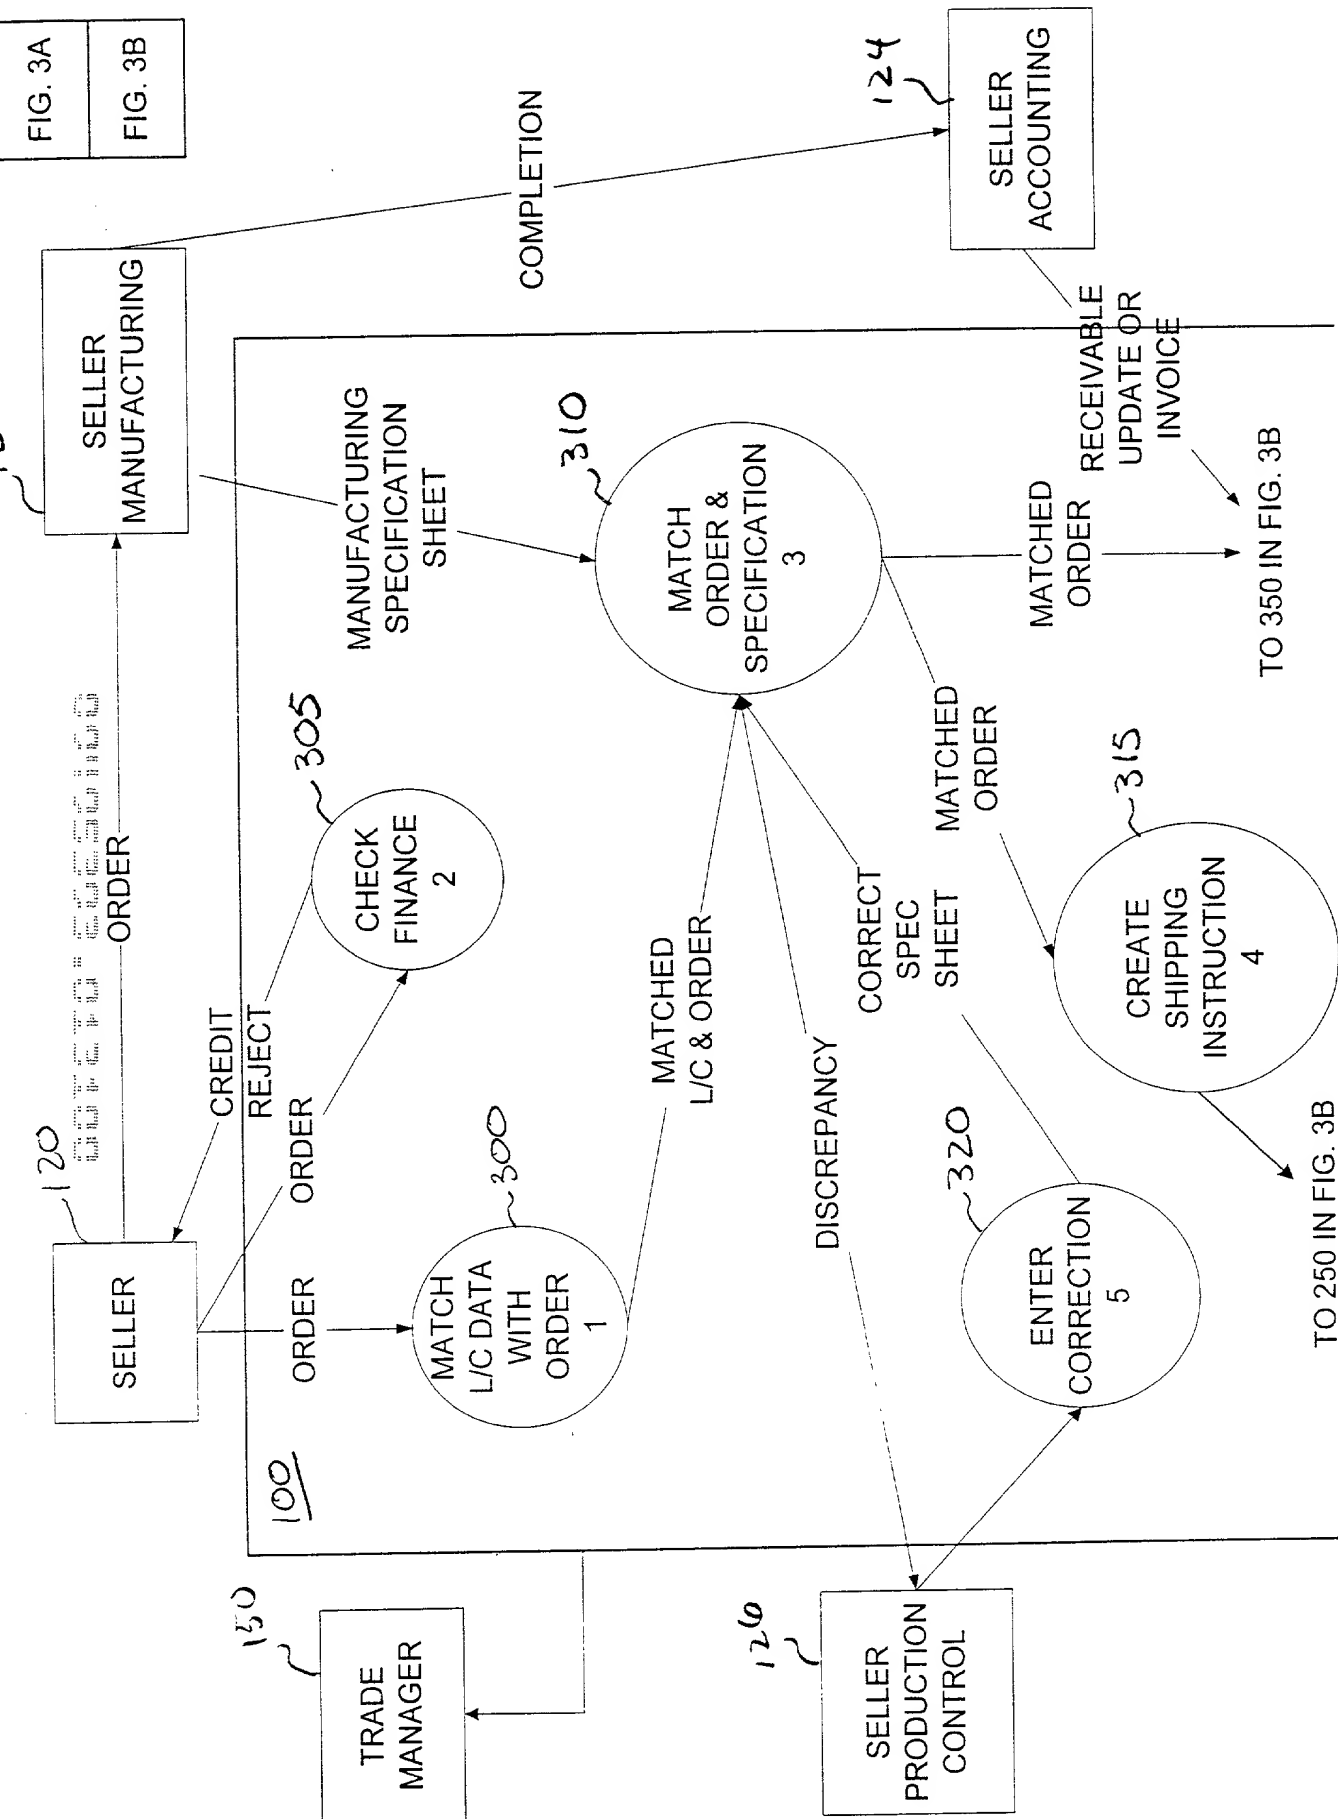 FIG. 3A
FIG. 3B
120
SELLER
ORDER
SELLER
MANUFACTURING
COMPLETION
124
SELLER
ACCOUNTING
100
CREDIT
REJECT
ORDER
ORDER
305
CHECK
FINANCE
2
300
MATCH
L/C DATA
WITH
ORDER
1
MANUFACTURING
SPECIFICATION
SHEET
310
MATCH
ORDER &
SPECIFICATION
3
MATCHED
L/C & ORDER
DISCREPANCY
CORRECT
SPEC
SHEET
MATCHED
ORDER
MATCHED
ORDER
RECEIVABLE
UPDATE OR
INVOICE
TO 350 IN FIG. 3B
315
CREATE
SHIPPING
INSTRUCTION
4
320
ENTER
CORRECTION
5
TO 250 IN FIG. 3B
150
TRADE
MANAGER
126
SELLER
PRODUCTION
CONTROL